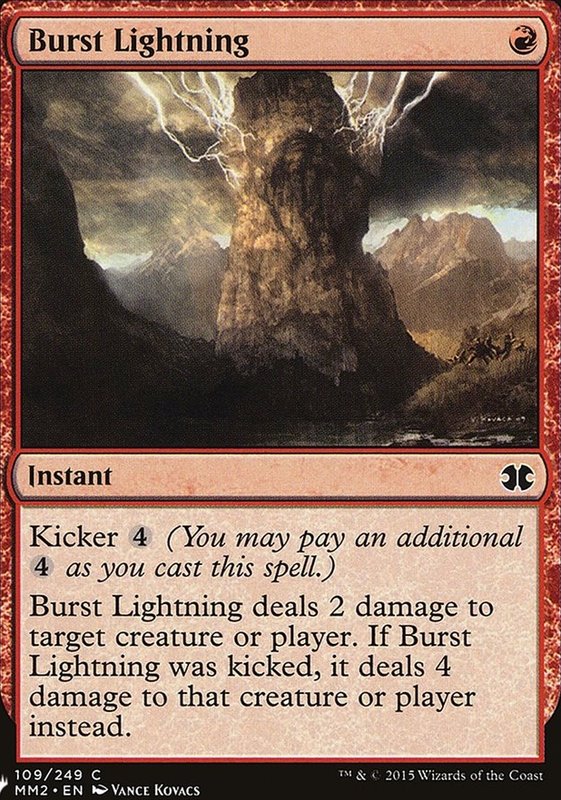 Burst Lightning
Instant
Kicker 4 (You may pay an additional
4 as you cast this spell.)
Burst Lightning deals 2 damage to
target creature or player. If Burst
Lightning was kicked, it deals 4
damage to that creature or player
instead.
109/249 C
™ & © 2015 Wizards of the Coast
MM2 • EN Vance Kovacs